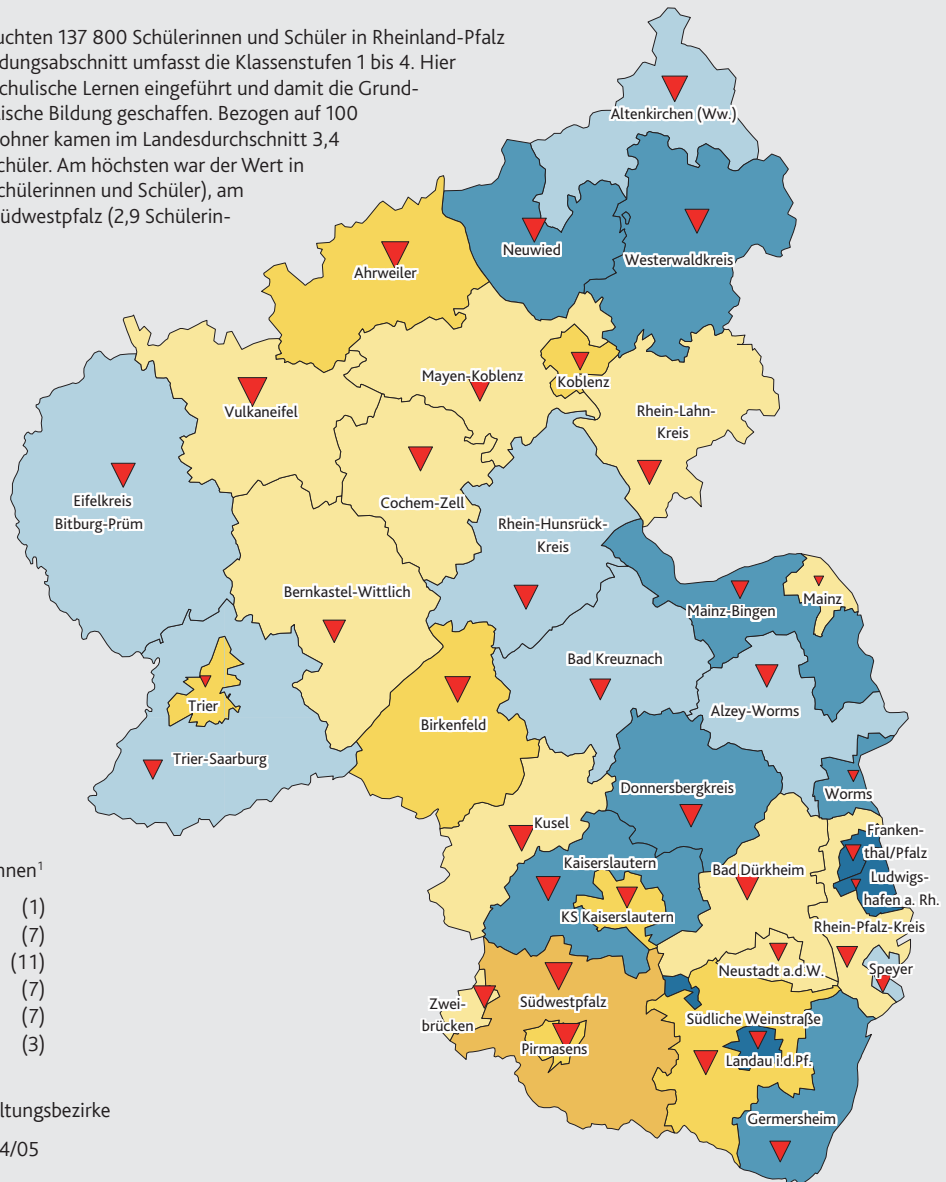 uchten 137 800 Schülerinnen und Schüler in Rheinland-Pfalz
dungsabschnitt umfasst die Klassenstufen 1 bis 4. Hier
schulische Lernen eingeführt und damit die Grund-
lische Bildung geschaffen. Bezogen auf 100
ohner kamen im Landesdurchschnitt 3,4
chüler. Am höchsten war der Wert in
chülerinnen und Schüler), am
üdwestpfalz (2,9 Schülerin-
Altenkirchen (Ww.)
Neuwied
Westerwaldkreis
Ahrweiler
Mayen-Koblenz
Koblenz
Vulkaneifel
Rhein-Lahn-
Kreis
Cochem-Zell
Eifelkreis
Bitburg-Prüm
Rhein-Hunsrück-
Kreis
Bernkastel-Wittlich
Mainz-Bingen
Mainz
Bad Kreuznach
Trier
Birkenfeld
Alzey-Worms
Trier-Saarburg
Donnersbergkreis
Worms
Kusel
Franken-
thal/Pfalz
Kaiserslautern
Bad Dürkheim
Ludwigs-
hafen a. Rh.
KS Kaiserslautern
Rhein-Pfalz-Kreis
Neustadt a.d.W.
Speyer
Zwei-
brücken
Südwestpfalz
Südliche Weinstraße
Pirmasens
Landau i.d.Pf.
Germersheim
nnen¹
(1)
(7)
(11)
(7)
(7)
(3)
ltungsbezirke
4/05